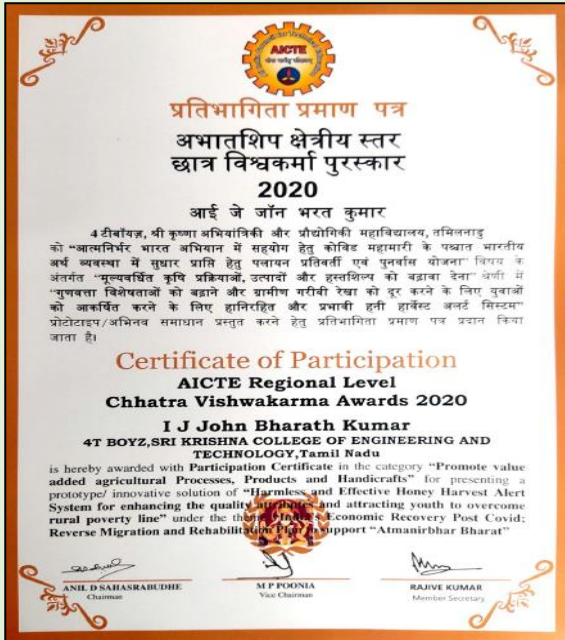 AICTE
प्रतिभागिता प्रमाण पत्र
अभातशिप क्षेत्रीय स्तर
छात्र विश्वकर्मा पुरस्कार
2020
आई जे जॉन भरत कुमार
4 टीबॉयज़, श्री कृष्णा अभियांत्रिकी और प्रौद्योगिकी महाविद्यालय, तमिलनाडु
को “आत्मनिर्भर भारत अभियान में सहयोग हेतु कोविड महामारी के पश्चात भारतीय
अर्थ व्यवस्था में सुधार प्राप्ति हेतु पलायन प्रतिवर्ती एवं पुनर्वास योजना” विषय के
अंतर्गत “मूल्यवर्धित कृषि प्रक्रियाओं, उत्पादों और हस्तशिल्प को बढ़ावा देना” श्रेणी में
“गुणवत्ता विशेषताओं को बढ़ाने और ग्रामीण गरीबी रेखा को दूर करने के लिए युवाओं
को आकर्षित करने के लिए हानिरहित और प्रभावी हनी हार्वेस्ट अलर्ट सिस्टम”
प्रोटोटाइप/अभिनव समाधान प्रस्तुत करने हेतु प्रतिभागिता प्रमाण पत्र प्रदान किया
जाता है।
Certificate of Participation
AICTE Regional Level
Chhatra Vishwakarma Awards 2020
I J John Bharath Kumar
4T BOYZ,SRI KRISHNA COLLEGE OF ENGINEERING AND
TECHNOLOGY,Tamil Nadu
is hereby awarded with Participation Certificate in the category “Promote value
added agricultural Processes, Products and Handicrafts” for presenting a
prototype/ innovative solution of “Harmless and Effective Honey Harvest Alert
System for enhancing the quality attributes and attracting youth to overcome
rural poverty line” under the theme “India's Economic Recovery Post Covid:
Reverse Migration and Rehabilitation Plan to support “Atmanirbhar Bharat”
ANIL D SAHASRABUDHE
Chairman
M P POONIA
Vice Chairman
RAJIVE KUMAR
Member Secretary